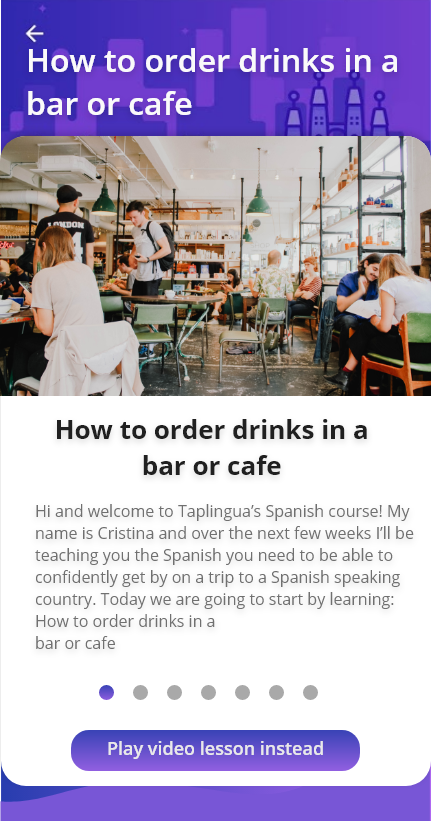 How to order drinks in a
bar or cafe
LONDON
How to order drinks in a
bar or cafe
Hi and welcome to Taplingua’s Spanish course! My
name is Cristina and over the next few weeks I’ll be
teaching you the Spanish you need to be able to
confidently get by on a trip to a Spanish speaking
country. Today we are going to start by learning:
How to order drinks in a
bar or cafe
Play video lesson instead